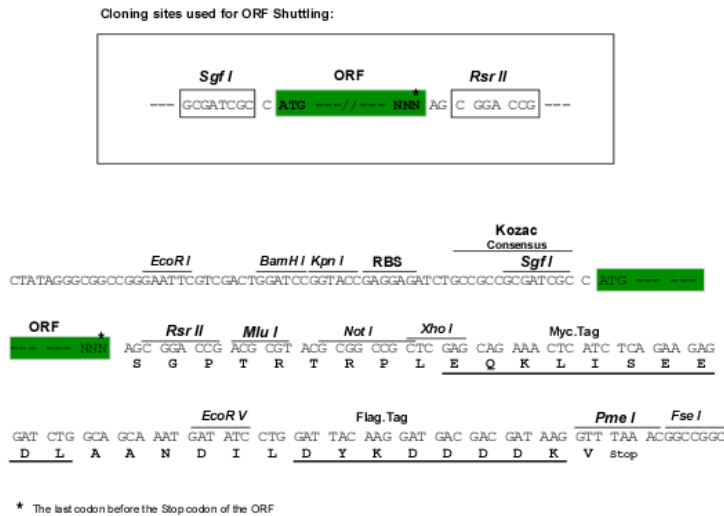 Cloning sites used for ORF Shuttling:
Sgf I ORF Rsr II
*
--- GCGATCGC C ATG ---//--- NNN AG C GGA CCG ---
Kozac
Consensus
EcoR I BamH I Kpn I RBS Sgf I
CTATAGGGCGGCCGGGAATTCGTCGACTGGATCCGGTACCGAGGAGATCTGCCGCCGCGATCGC C ATG --- ---
ORF * Rsr II Mlu I Not I Xho I Myc.Tag
--- --- NNN AGC GGA CCG ACG CGT ACG CGG CCG CTC GAG CAG AAA CTC ATC TCA GAA GAG
S G P T R T R P L E Q K L I S E E
EcoR V Flag.Tag Pme I Fse I
GAT CTG GCA GCA AAT GAT ATC CTG GAT TAC AAG GAT GAC GAC GAT AAG GTT TAA ACGGCCGGC
D L A A N D I L D Y K D D D D K V Stop
* The last codon before the Stop codon of the ORF